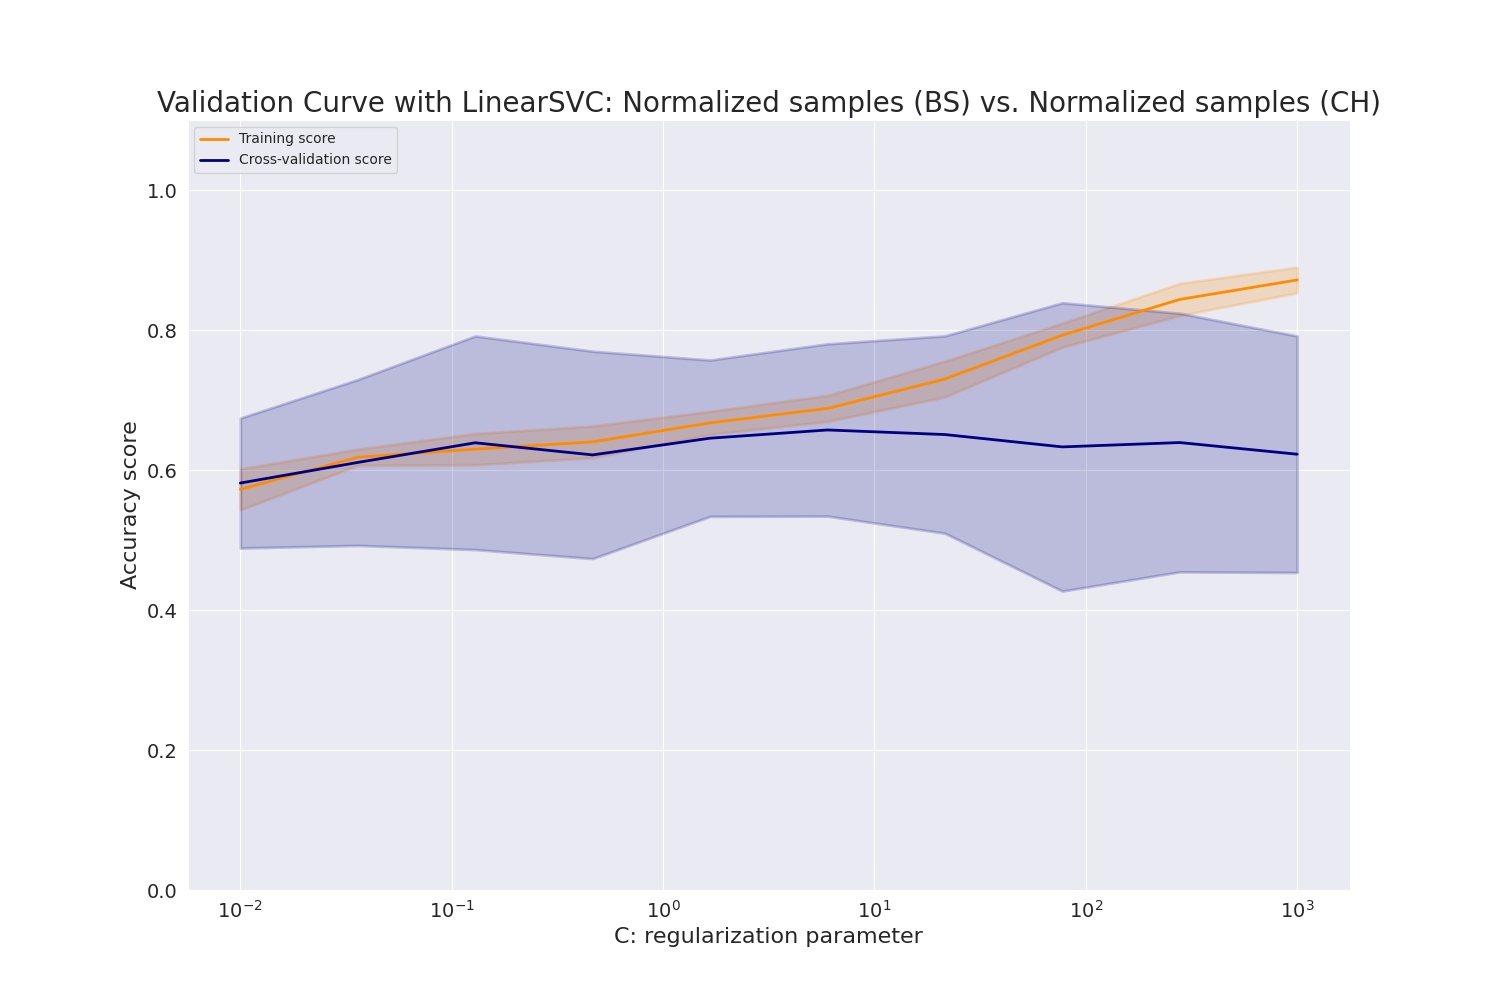 Validation Curve with LinearSVC: Normalized samples (BS) vs. Normalized samples (CH)
Training score
Cross-validation score
1.0
0.8
0.6
0.4
0.2
0.0
Accuracy score
10⁻² 10⁻¹ 10⁰ 10¹ 10² 10³
C: regularization parameter